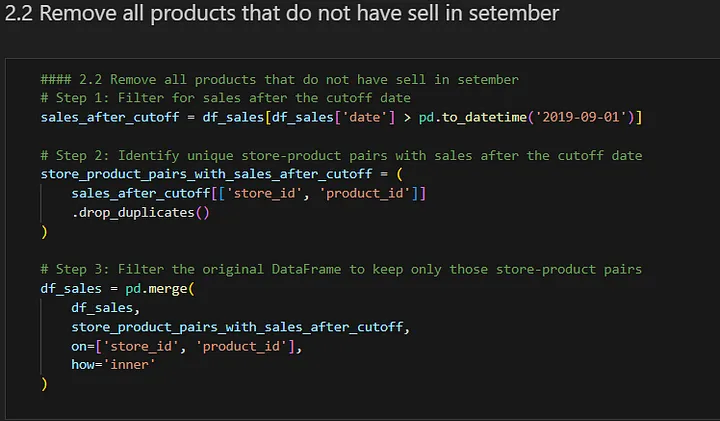 2.2 Remove all products that do not have sell in setember
#### 2.2 Remove all products that do not have sell in setember
# Step 1: Filter for sales after the cutoff date
sales_after_cutoff = df_sales[df_sales['date'] > pd.to_datetime('2019-09-01')]
# Step 2: Identify unique store-product pairs with sales after the cutoff date
store_product_pairs_with_sales_after_cutoff = (
    sales_after_cutoff[['store_id', 'product_id']]
    .drop_duplicates()
)
# Step 3: Filter the original DataFrame to keep only those store-product pairs
df_sales = pd.merge(
    df_sales,
    store_product_pairs_with_sales_after_cutoff,
    on=['store_id', 'product_id'],
    how='inner'
)